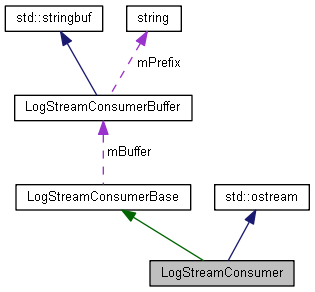 std::stringbuf
string
mPrefix
LogStreamConsumerBuffer
mBuffer
LogStreamConsumerBase
std::ostream
LogStreamConsumer